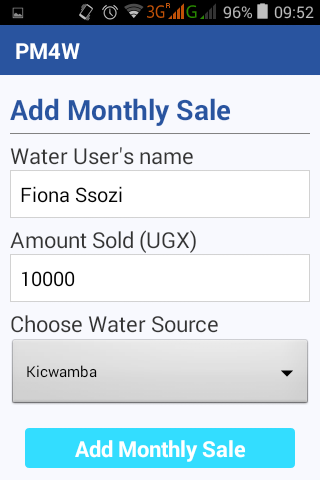 3G R G 96% 09:52
PM4W
Add Monthly Sale
Water User's name
Fiona Ssozi
Amount Sold (UGX)
10000
Choose Water Source
Kicwamba
Add Monthly Sale